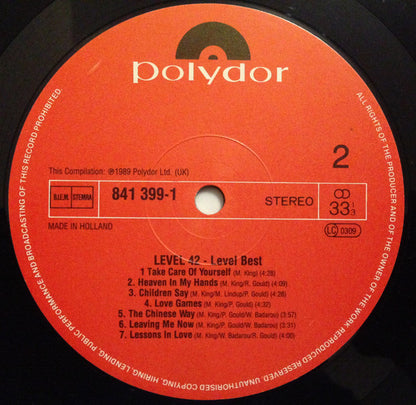 polydor
This Compilation: ℗1989 Polydor Ltd. (UK)
2
B.I.E.M. STEMRA
841 399-1
STEREO
33 1/3
MADE IN HOLLAND
LC 0309
LEVEL 42 - Level Best
1 Take Care Of Yourself (M. King) (4:28)
2. Heaven In My Hands (M. King/R. Gould) (4:09)
3. Children Say (M. King/M. Lindup/P. Gould) (4:28)
4. Love Games (M. King/P. Gould) (4:32)
5. The Chinese Way (M. King/P. Gould/W. Badarou) (3:52)
6. Leaving Me Now (M. King/P. Gould/W. Badarou) (3:31)
7. Lessons In Love (M. King/W. Badarou/R. Gould) (4:00)
ALL RIGHTS OF THE PRODUCER AND OF THE OWNER OF THE WORK REPRODUCED RESERVED. UNAUTHORISED COPYING, HIRING, LENDING, PUBLIC PERFORMANCE AND BROADCASTING OF THIS RECORD PROHIBITED.